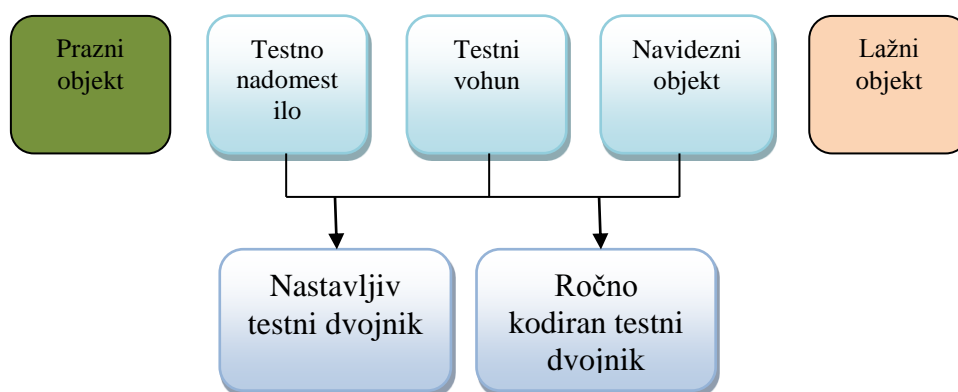 Prazni
objekt
Testno
nadomest
ilo
Testni
vohun
Navidezni
objekt
Lažni
objekt
Nastavljiv
testni dvojnik
Ročno
kodiran testni
dvojnik